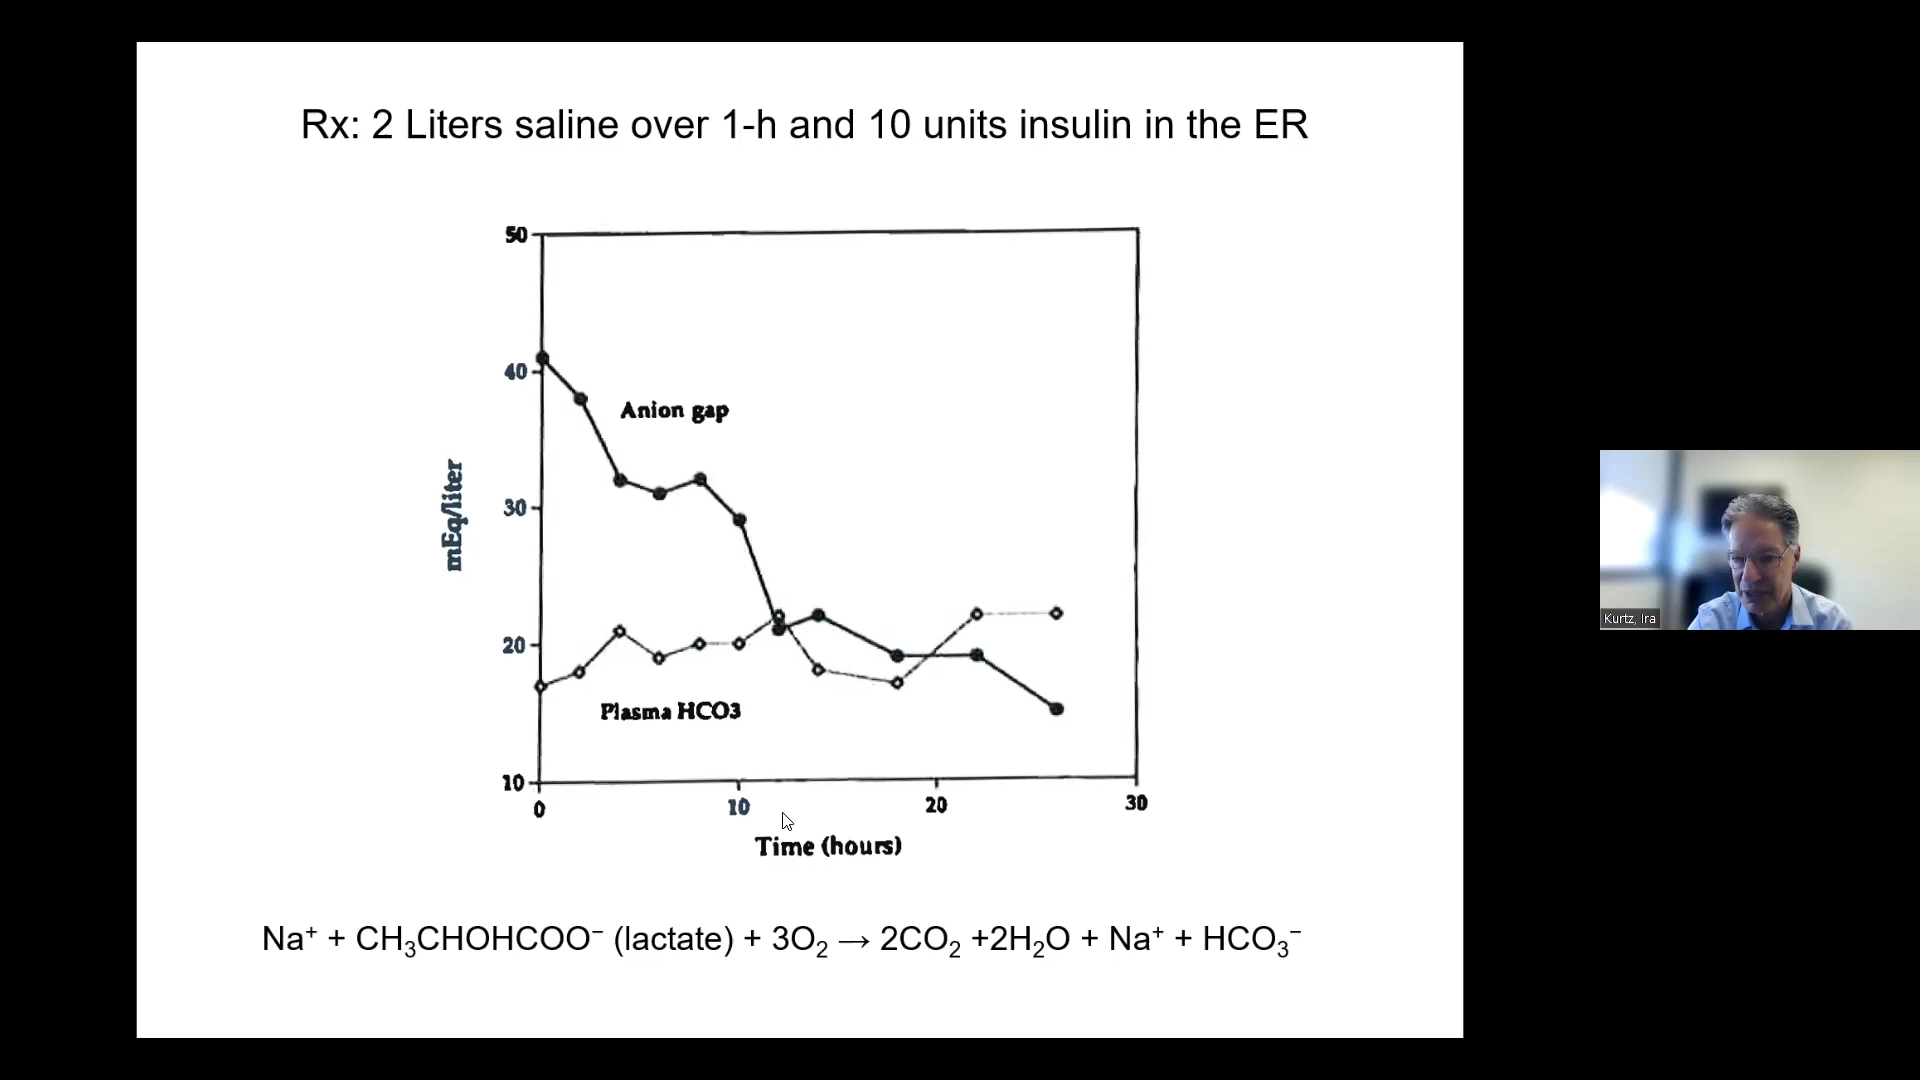 Rx: 2 Liters saline over 1-h and 10 units insulin in the ER
50
40
Anion gap
mEq/liter
30
20
Plasma HCO3
10
0
10
20
30
Time (hours)
Na⁺ + CH₃CHOHCOO⁻ (lactate) + 3O₂ → 2CO₂ +2H₂O + Na⁺ + HCO₃⁻
Kurtz, Ira